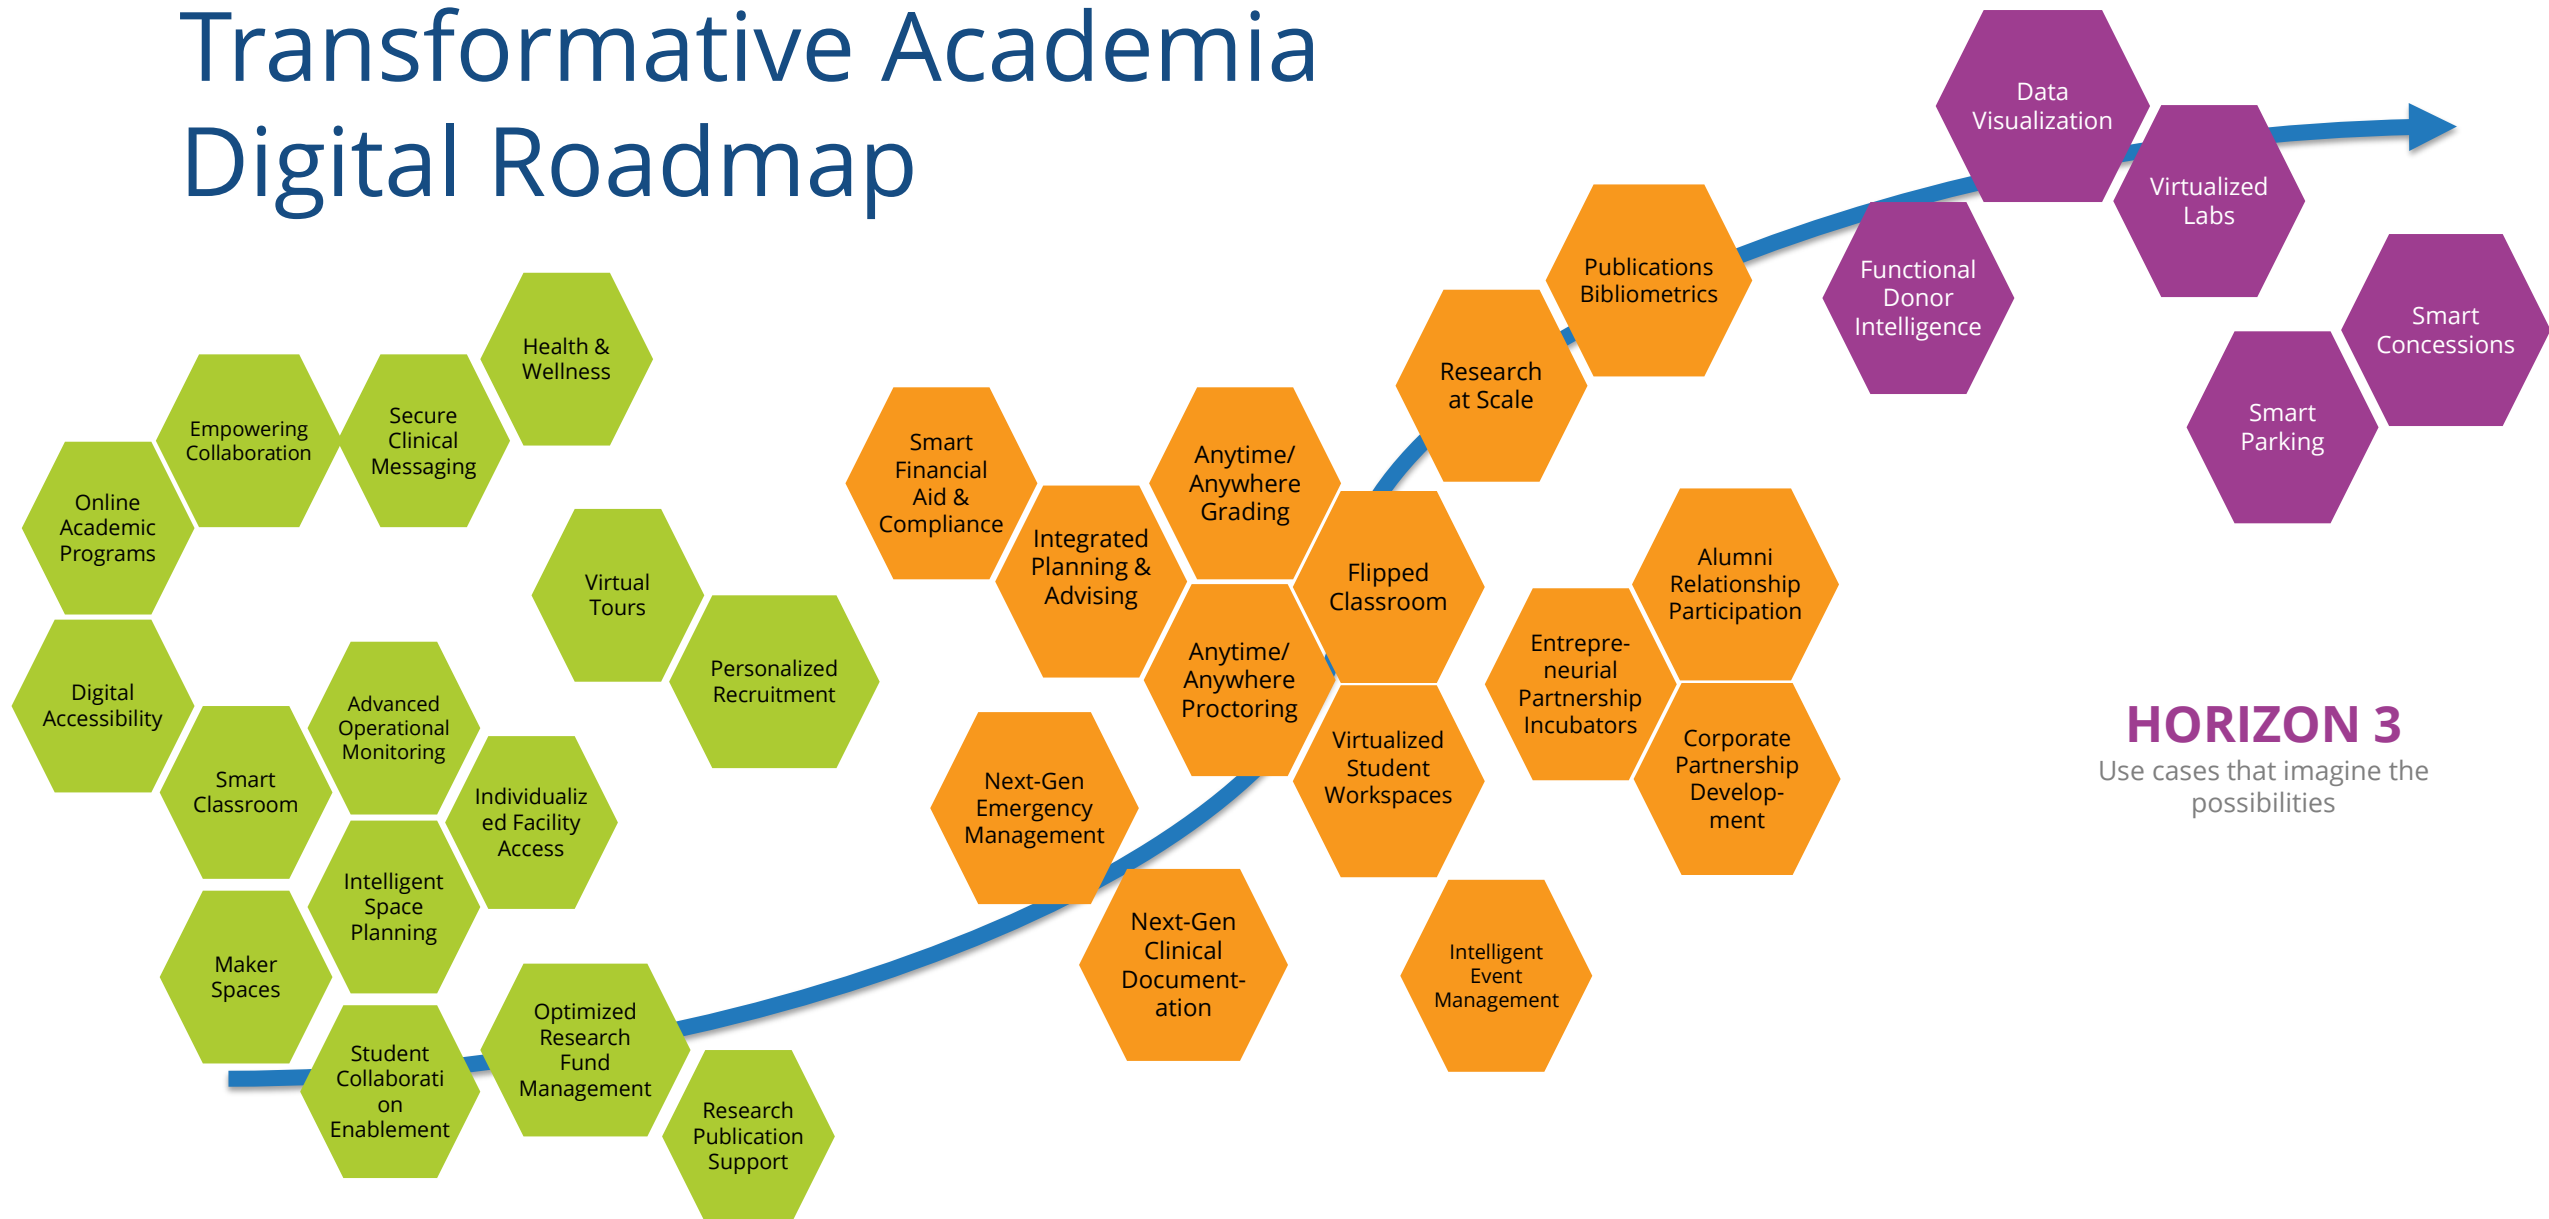 Transformative Academia
Digital Roadmap
Health &
Wellness
Empowering
Collaboration
Secure
Clinical
Messaging
Online
Academic
Programs
Virtual
Tours
Personalized
Recruitment
Digital
Accessibility
Advanced
Operational
Monitoring
Smart
Classroom
Individualiz
ed Facility
Access
Intelligent
Space
Planning
Maker
Spaces
Student
Collaborati
on
Enablement
Optimized
Research
Fund
Management
Research
Publication
Support
Smart
Financial
Aid &
Compliance
Integrated
Planning &
Advising
Anytime/
Anywhere
Grading
Flipped
Classroom
Anytime/
Anywhere
Proctoring
Virtualized
Student
Workspaces
Next-Gen
Emergency
Management
Next-Gen
Clinical
Document-
ation
Intelligent
Event
Management
Research
at Scale
Publications
Bibliometrics
Alumni
Relationship
Participation
Entrepre-
neurial
Partnership
Incubators
Corporate
Partnership
Develop-
ment
Data
Visualization
Virtualized
Labs
Functional
Donor
Intelligence
Smart
Concessions
Smart
Parking
HORIZON 3
Use cases that imagine the
possibilities